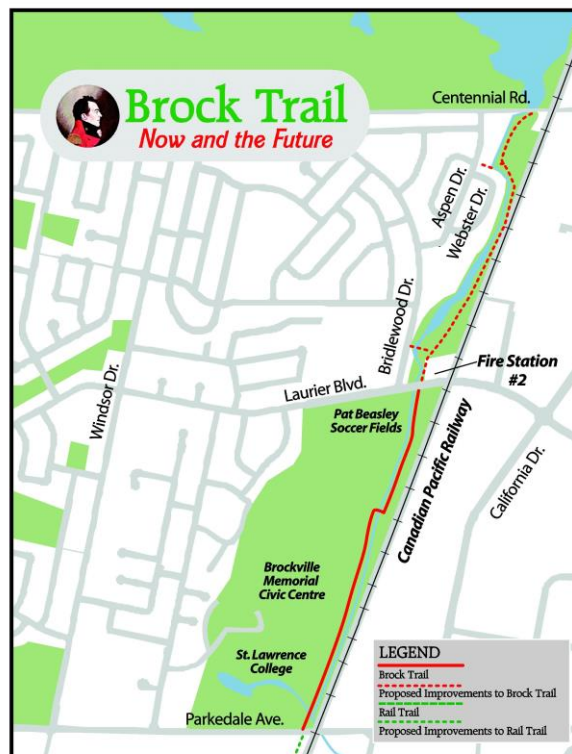 Brock Trail
Now and the Future
Centennial Rd.
Aspen Dr.
Webster Dr.
Bridlewood Dr.
Fire Station
#2
Laurier Blvd.
Windsor Dr.
Pat Beasley
Soccer Fields
Canadian Pacific Railway
California Dr.
Brockville
Memorial
Civic Centre
St. Lawrence
College
Parkedale Ave.
LEGEND
Brock Trail
Proposed Improvements to Brock Trail
Rail Trail
Proposed Improvements to Rail Trail